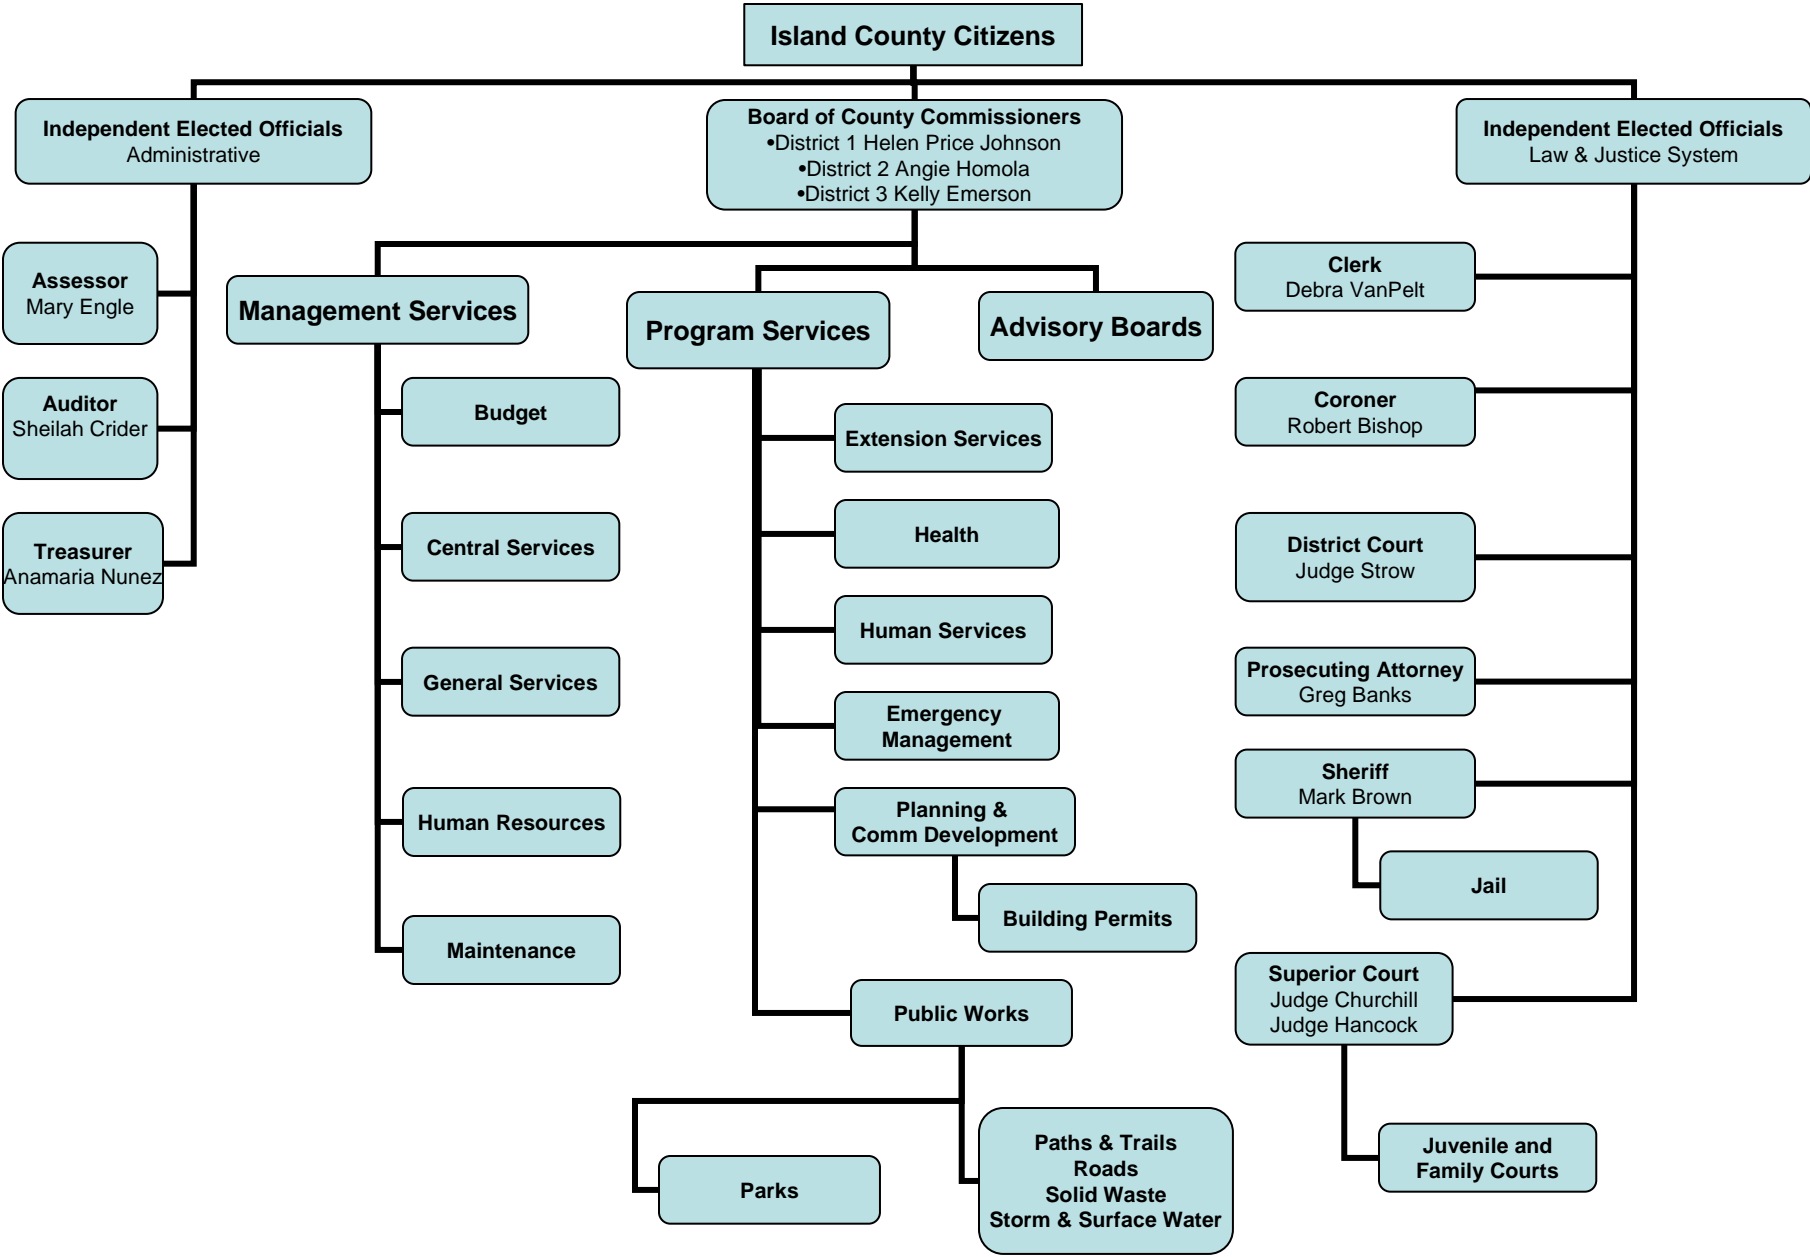 Island County Citizens
Independent Elected Officials
Administrative
Board of County Commissioners
•District 1 Helen Price Johnson
•District 2 Angie Homola
•District 3 Kelly Emerson
Independent Elected Officials
Law & Justice System
Assessor
Mary Engle
Auditor
Sheilah Crider
Treasurer
Anamaria Nunez
Management Services
Budget
Central Services
General Services
Human Resources
Maintenance
Program Services
Extension Services
Health
Human Services
Emergency
Management
Planning &
Comm Development
Building Permits
Public Works
Parks
Paths & Trails
Roads
Solid Waste
Storm & Surface Water
Advisory Boards
Clerk
Debra VanPelt
Coroner
Robert Bishop
District Court
Judge Strow
Prosecuting Attorney
Greg Banks
Sheriff
Mark Brown
Jail
Superior Court
Judge Churchill
Judge Hancock
Juvenile and
Family Courts